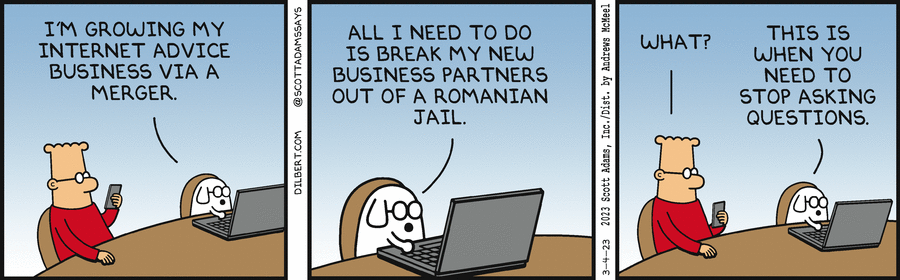 I'M GROWING MY
INTERNET ADVICE
BUSINESS VIA A
MERGER.
DILBERT.COM @SCOTTADAMSSAYS
ALL I NEED TO DO
IS BREAK MY NEW
BUSINESS PARTNERS
OUT OF A ROMANIAN
JAIL.
3-4-23 2023 Scott Adams, Inc./Dist. by Andrews McMeel
WHAT?
THIS IS
WHEN YOU
NEED TO
STOP ASKING
QUESTIONS.